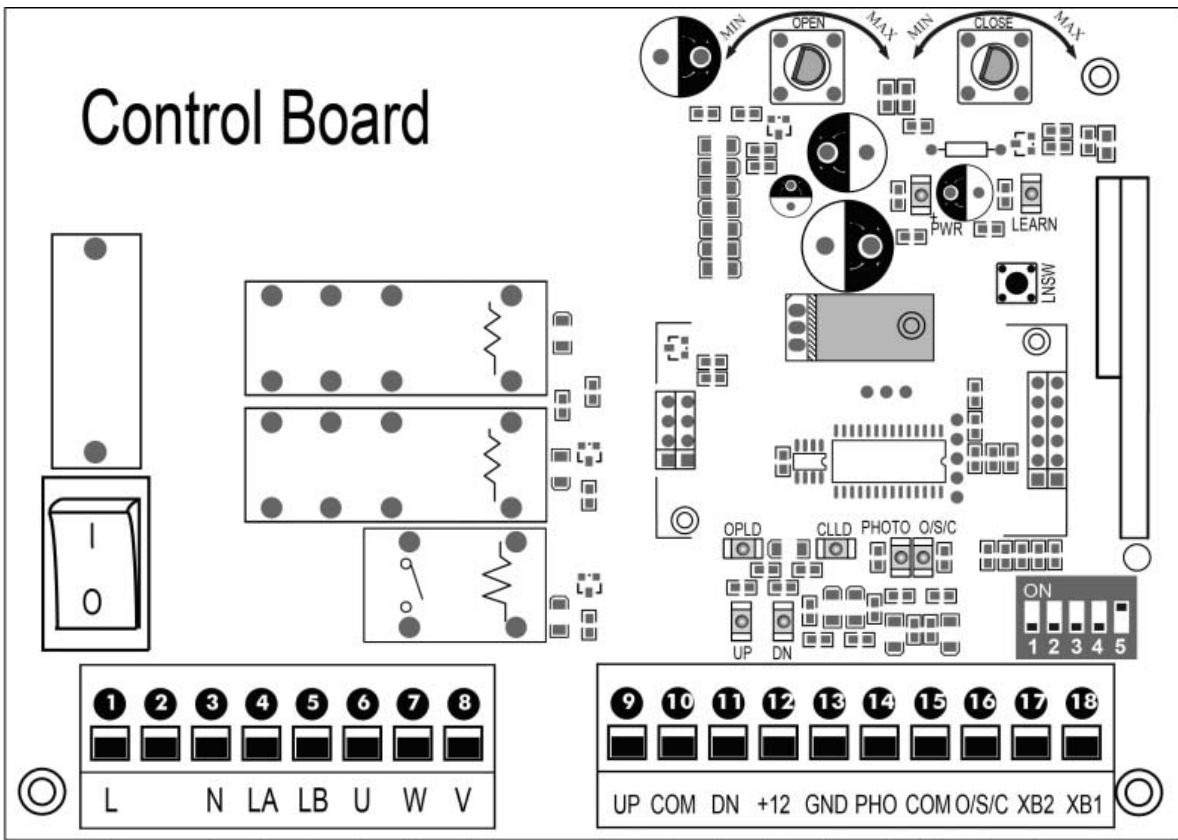 MIN OPEN MAX MIN CLOSE MAX
Control Board
+
PWR LEARN
LNSW
OPLD CLLD PHOTO O/S/C
ON
1 2 3 4 5
UP DN
I
O
1 2 3 4 5 6 7 8
L N LA LB U W V
9 10 11 12 13 14 15 16 17 18
UP COM DN +12 GND PHO COM O/S/C XB2 XB1